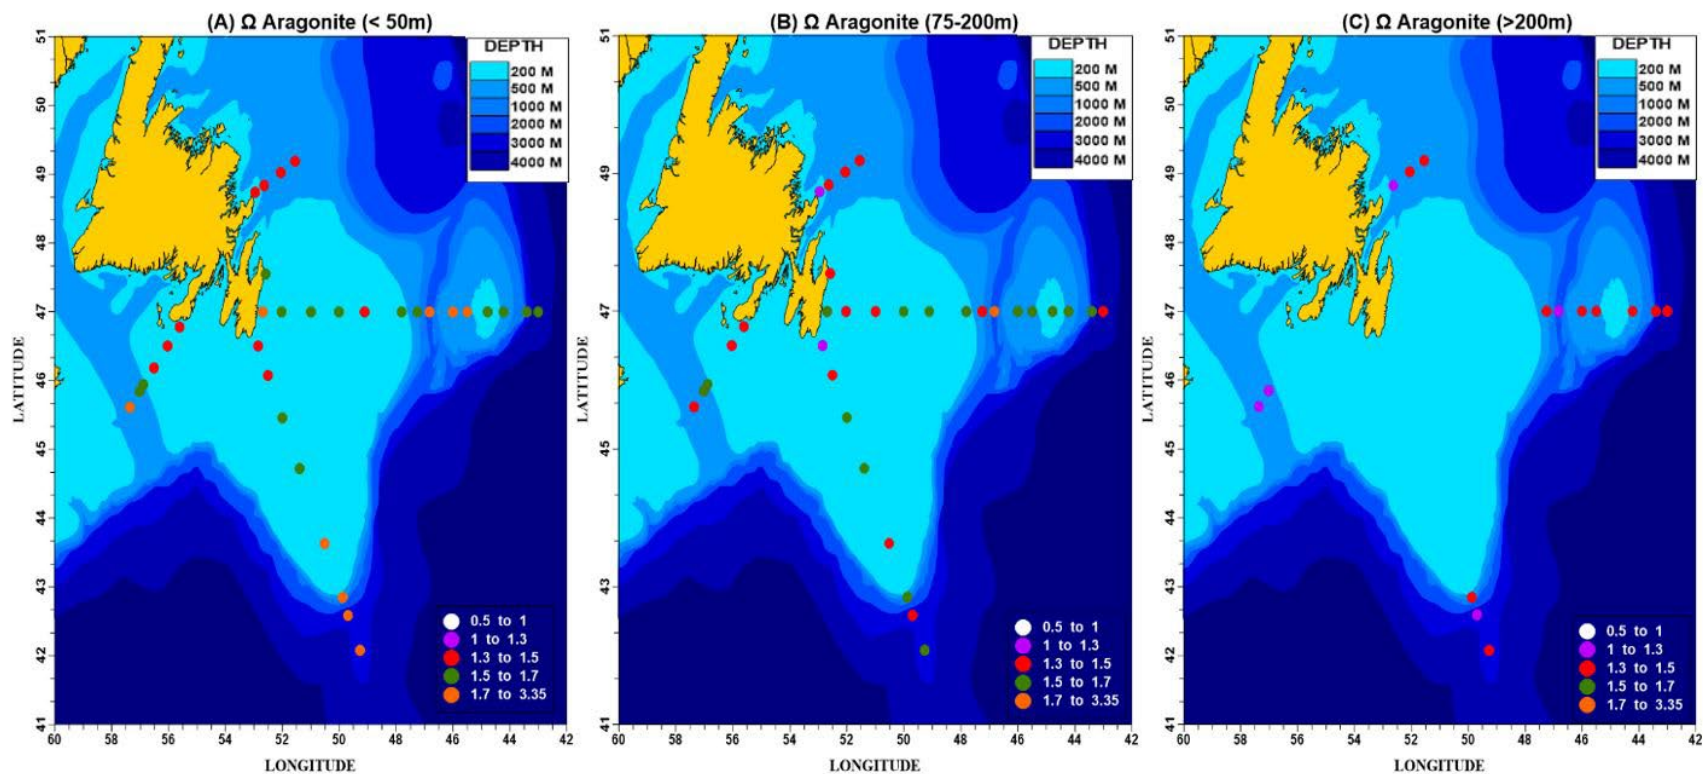 (A) Ω Aragonite (< 50m)
DEPTH
200 M
500 M
1000 M
2000 M
3000 M
4000 M
51
50
49
48
47
46
45
44
43
42
41
LATITUDE
0.5 to 1
1 to 1.3
1.3 to 1.5
1.5 to 1.7
1.7 to 3.35
60 58 56 54 52 50 48 46 44 42
LONGITUDE
(B) Ω Aragonite (75-200m)
DEPTH
200 M
500 M
1000 M
2000 M
3000 M
4000 M
51
50
49
48
47
46
45
44
43
42
41
LATITUDE
0.5 to 1
1 to 1.3
1.3 to 1.5
1.5 to 1.7
1.7 to 3.35
60 58 56 54 52 50 48 46 44 42
LONGITUDE
(C) Ω Aragonite (>200m)
DEPTH
200 M
500 M
1000 M
2000 M
3000 M
4000 M
51
50
49
48
47
46
45
44
43
42
41
LATITUDE
0.5 to 1
1 to 1.3
1.3 to 1.5
1.5 to 1.7
1.7 to 3.35
60 58 56 54 52 50 48 46 44 42
LONGITUDE